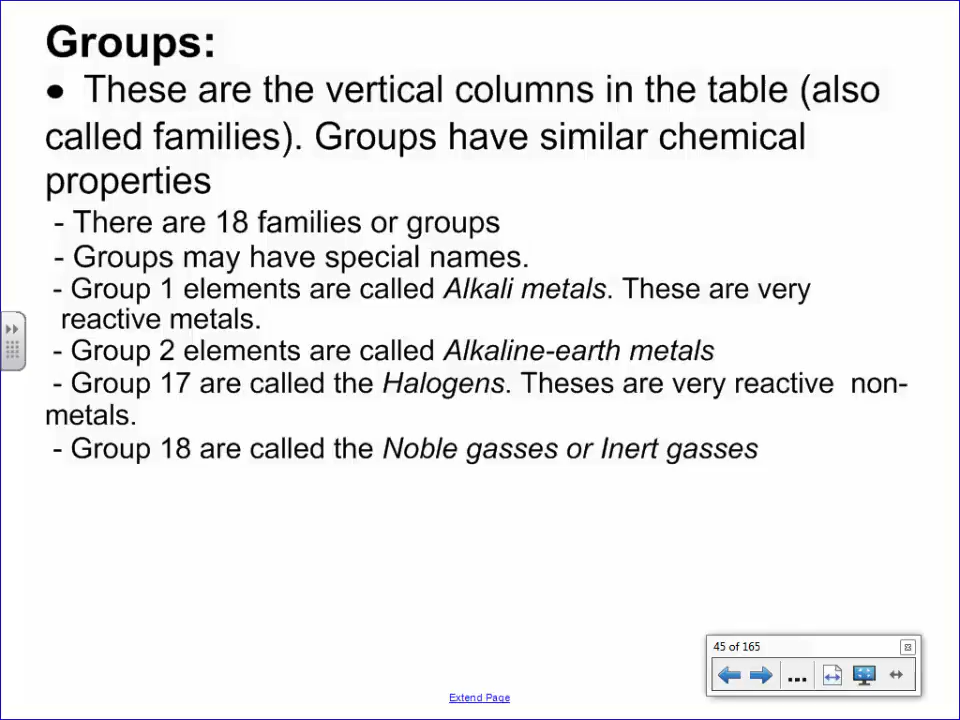 Groups:
● These are the vertical columns in the table (also
called families). Groups have similar chemical
properties
- There are 18 families or groups
- Groups may have special names.
- Group 1 elements are called Alkali metals. These are very
reactive metals.
- Group 2 elements are called Alkaline-earth metals
- Group 17 are called the Halogens. Theses are very reactive  non-
metals.
- Group 18 are called the Noble gasses or Inert gasses
45 of 165
...
Extend Page